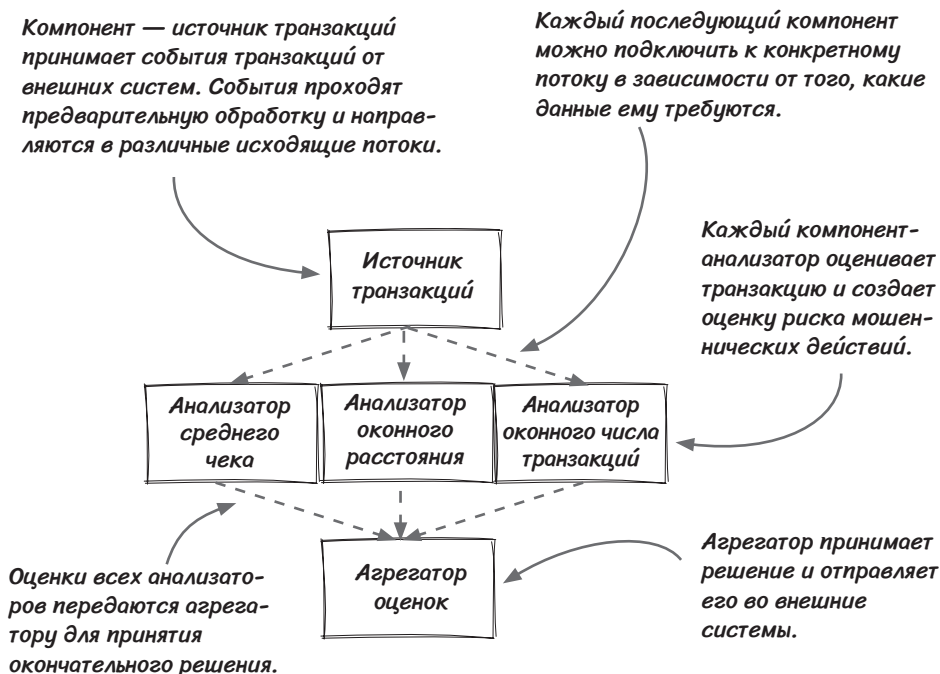 Компонент — источник транзакций
принимает события транзакций от
внешних систем. События проходят
предварительную обработку и направ-
ляются в различные исходящие потоки.
Каждый последующий компонент
можно подключить к конкретному
потоку в зависимости от того, какие
данные ему требуются.
Каждый компонент-
анализатор оценивает
транзакцию и создает
оценку риска мошен-
нических действий.
Источник
транзакций
Анализатор
среднего
чека
Анализатор
оконного
расстояния
Анализатор
оконного числа
транзакций
Агрегатор
оценок
Оценки всех анализато-
ров передаются агрега-
тору для принятия
окончательного решения.
Агрегатор принимает
решение и отправляет
его во внешние
системы.